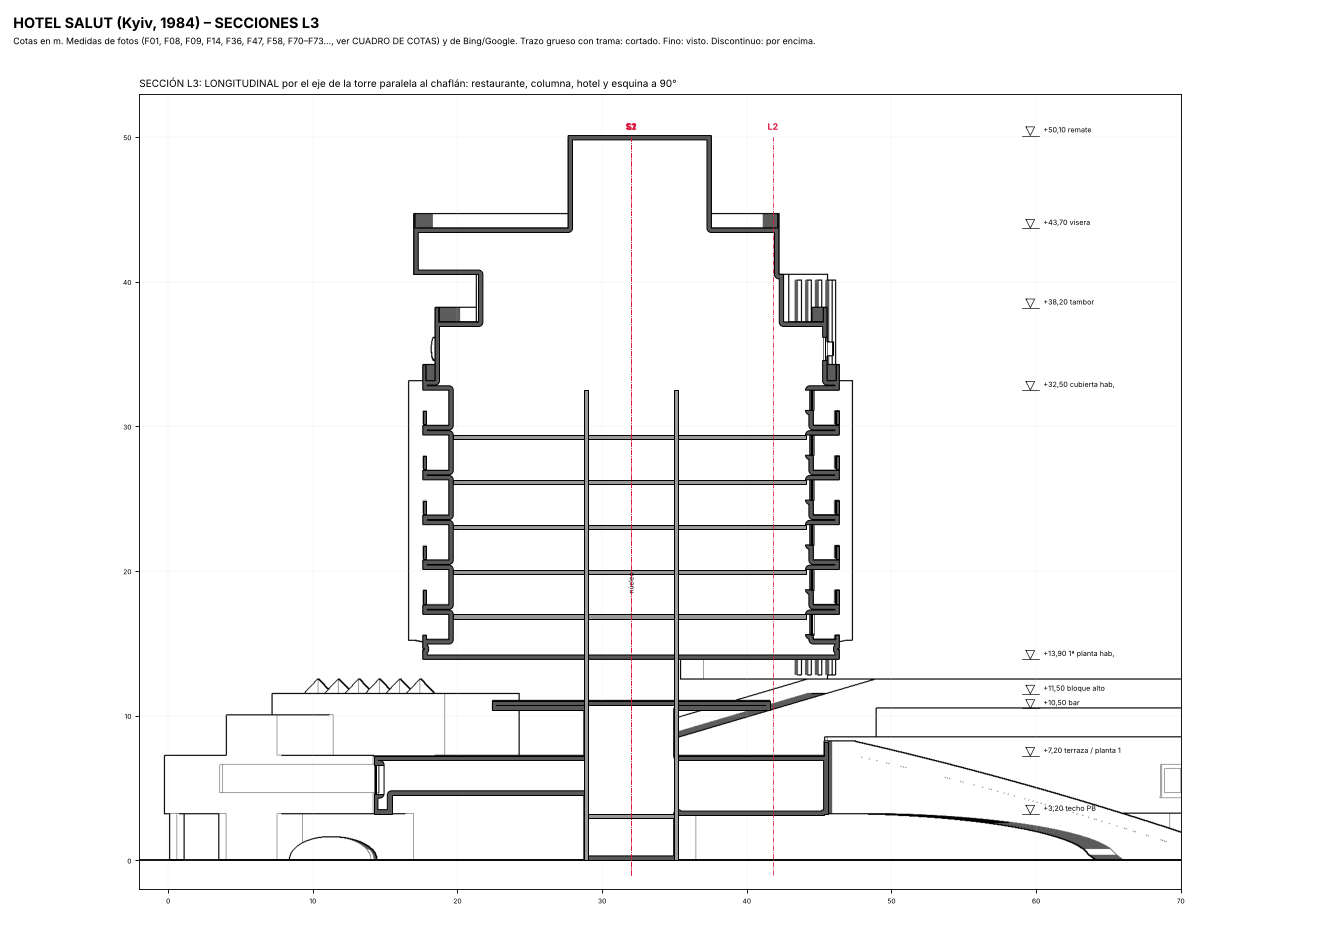 HOTEL SALUT (Kyiv, 1984) – SECCIONES L3
Cotas en m. Medidas de fotos (F01, F08, F09, F14, F36, F47, F58, F70–F73..., ver CUADRO DE COTAS) y de Bing/Google. Trazo grueso con trama: cortado. Fino: visto. Discontinuo: por encima.
SECCIÓN L3: LONGITUDINAL por el eje de la torre paralela al chaflán: restaurante, columna, hotel y esquina a 90°
L2
50
+50,10 remate
+43,70 visera
40
+38,20 tambor
+32,50 cubierta hab,
30
20
núcleo
+13,90 1ª planta hab,
+11,50 bloque alto
+10,50 bar
10
+7,20 terraza / planta 1
+3,20 techo PB
0
0 10 20 30 40 50 60 70